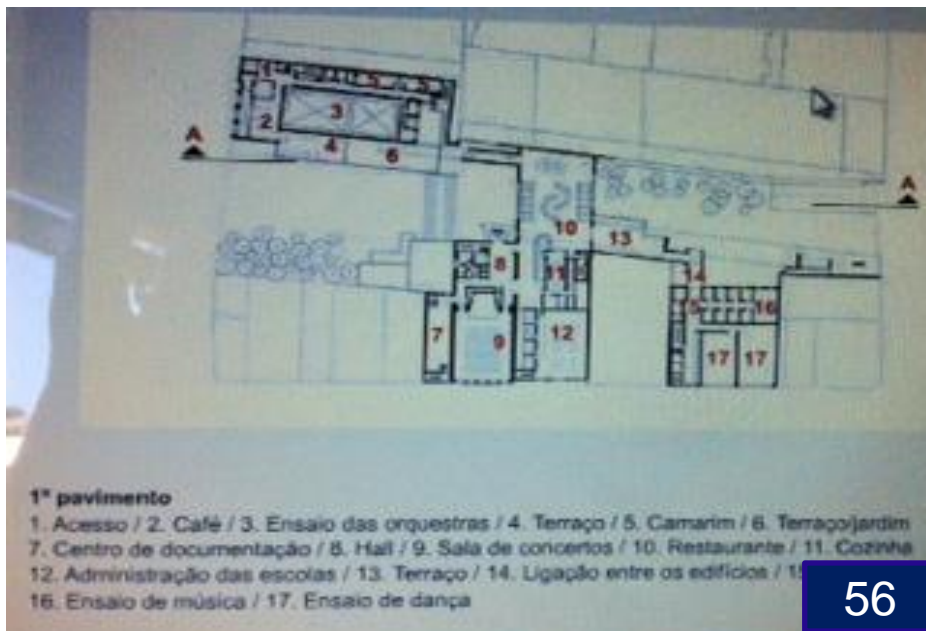 1 5 5
3
2
A 4 6
A
10
13
8 11 14
5 16
7 9 12 17 17
1º pavimento
1. Acesso / 2. Café / 3. Ensaio das orquestras / 4. Terraço / 5. Camarim / 6. Terraço/jardim
7. Centro de documentação / 8. Hall / 9. Sala de concertos / 10. Restaurante / 11. Cozinha
12. Administração das escolas / 13. Terraço / 14. Ligação entre os edifícios /
16. Ensaio de música / 17. Ensaio de dança
56